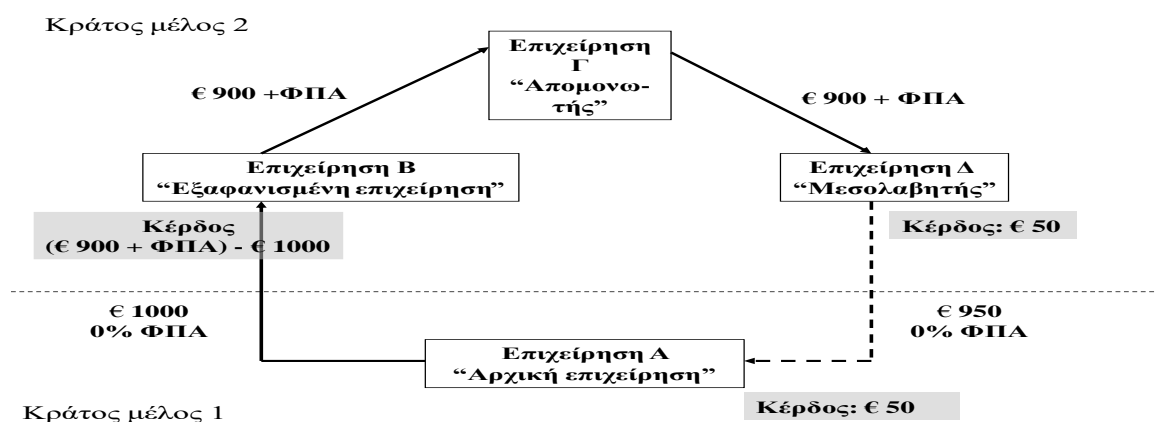 Κράτος μέλος 2
Επιχείρηση
Γ
“Απομονω-
τής”
€ 900 +ΦΠΑ
€ 900 + ΦΠΑ
Επιχείρηση Β
“Εξαφανισμένη επιχείρηση”
Επιχείρηση Δ
“Μεσολαβητής”
Κέρδος
(€ 900 + ΦΠΑ) - € 1000
Κέρδος: € 50
€ 1000
0% ΦΠΑ
€ 950
0% ΦΠΑ
Επιχείρηση Α
“Αρχική επιχείρηση”
Κέρδος: € 50
Κράτος μέλος 1